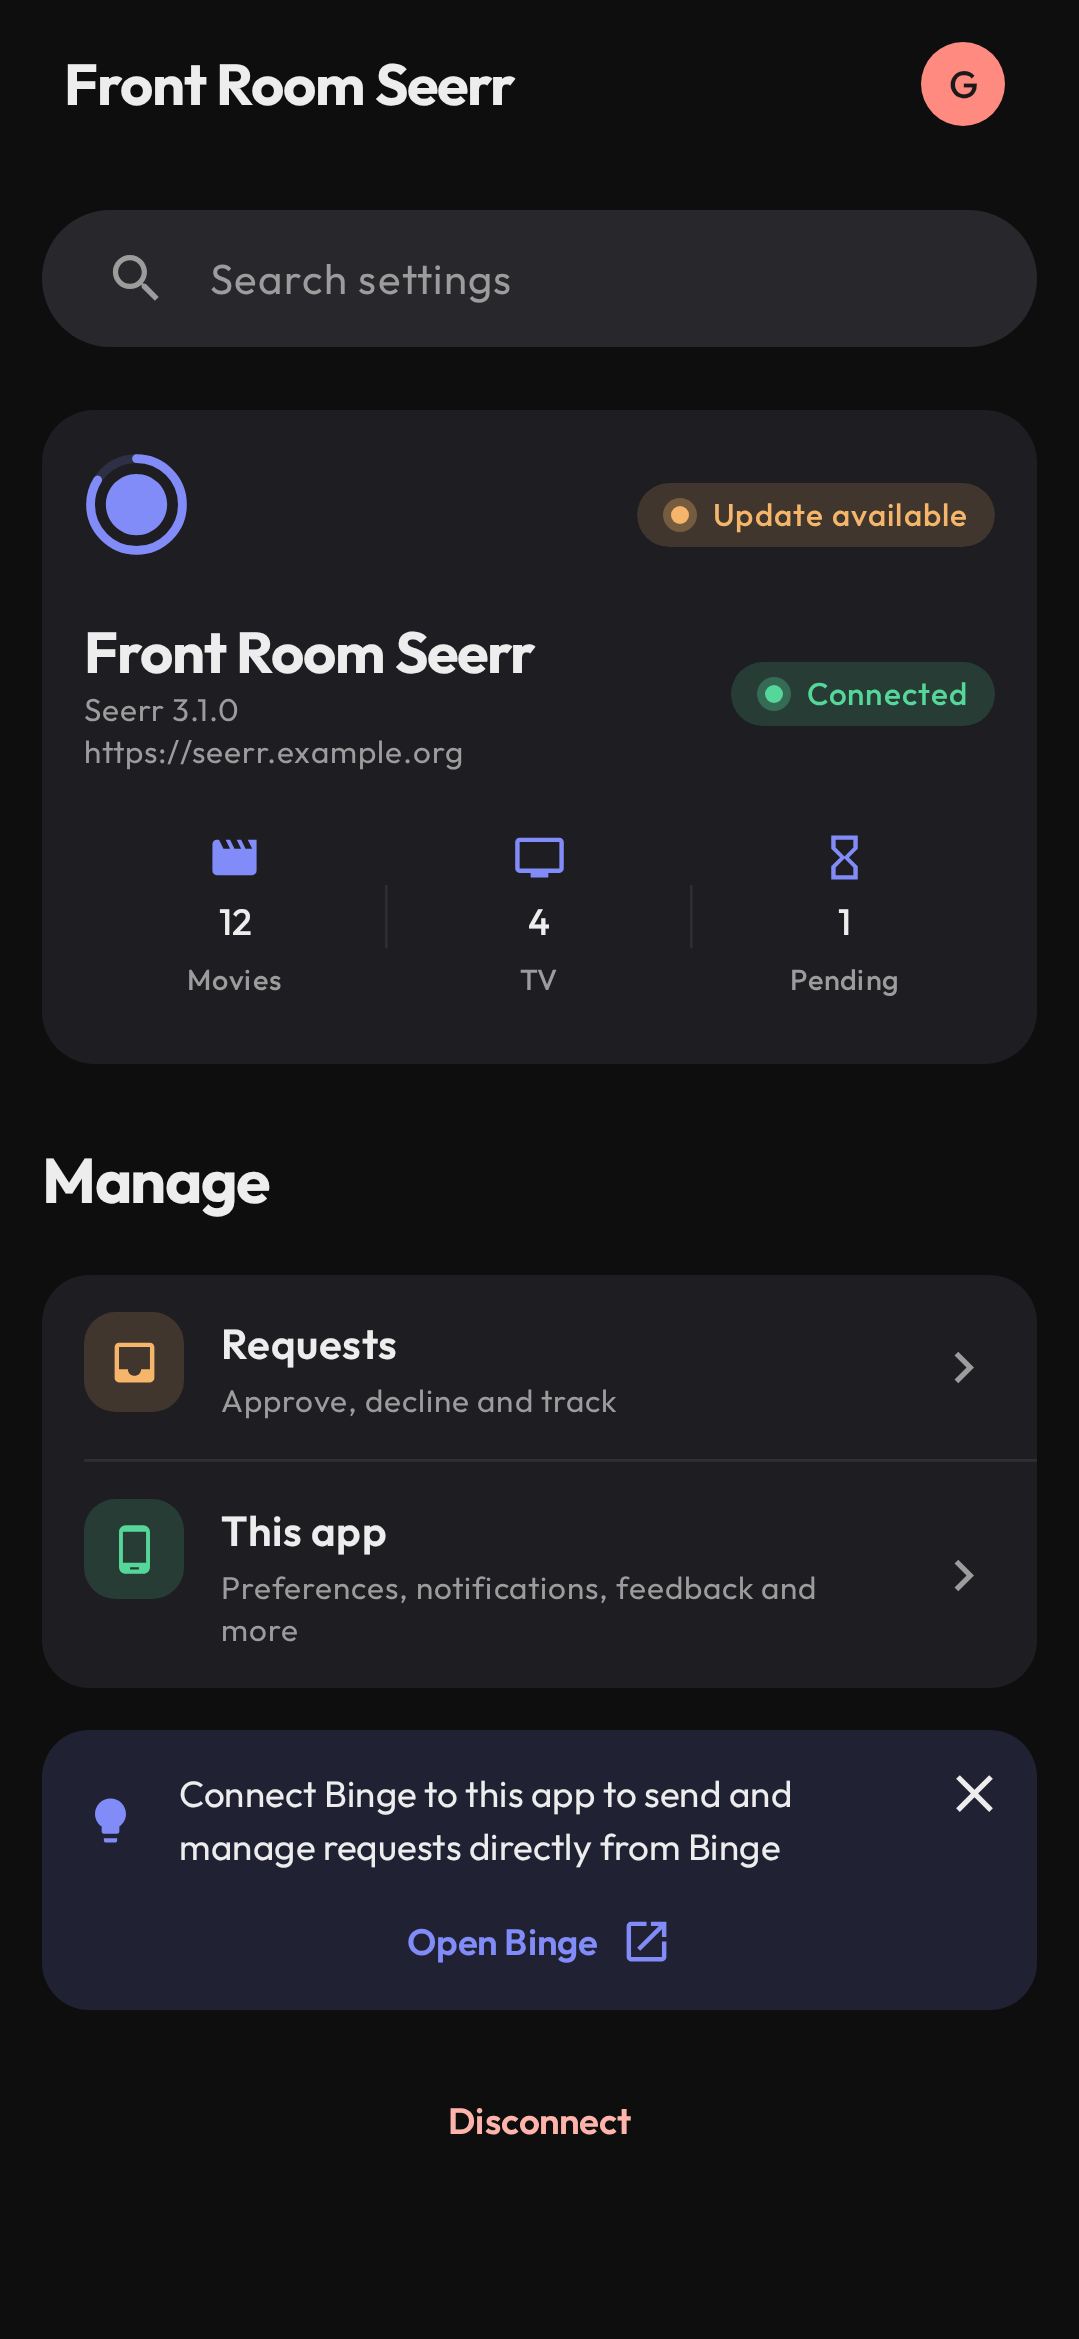 Front Room Seerr
G
Search settings
Update available
Front Room Seerr
Seerr 3.1.0
https://seerr.example.org
Connected
12
Movies
4
TV
1
Pending
Manage
Requests
Approve, decline and track
This app
Preferences, notifications, feedback and
more
Connect Binge to this app to send and
manage requests directly from Binge
Open Binge
Disconnect